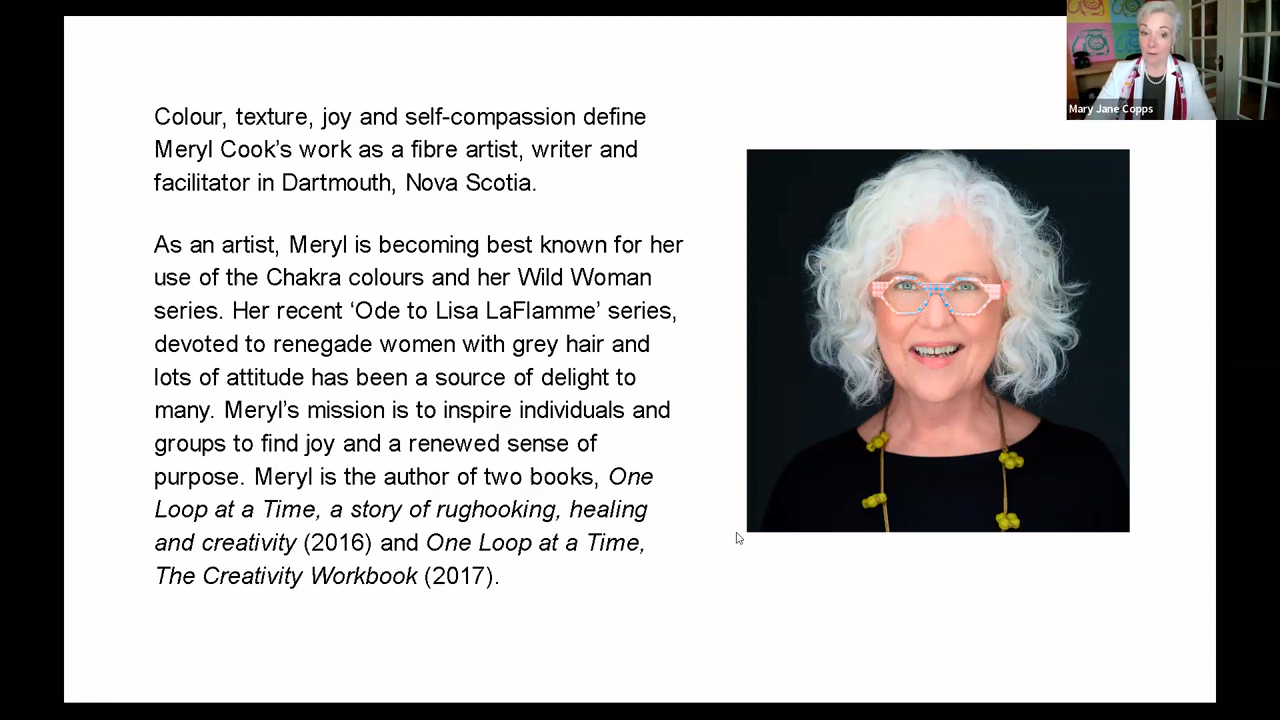 Colour, texture, joy and self-compassion define
Meryl Cook’s work as a fibre artist, writer and
facilitator in Dartmouth, Nova Scotia.
As an artist, Meryl is becoming best known for her
use of the Chakra colours and her Wild Woman
series. Her recent ‘Ode to Lisa LaFlamme’ series,
devoted to renegade women with grey hair and
lots of attitude has been a source of delight to
many. Meryl’s mission is to inspire individuals and
groups to find joy and a renewed sense of
purpose. Meryl is the author of two books, One
Loop at a Time, a story of rughooking, healing
and creativity (2016) and One Loop at a Time,
The Creativity Workbook (2017).
Mary Jane Copps